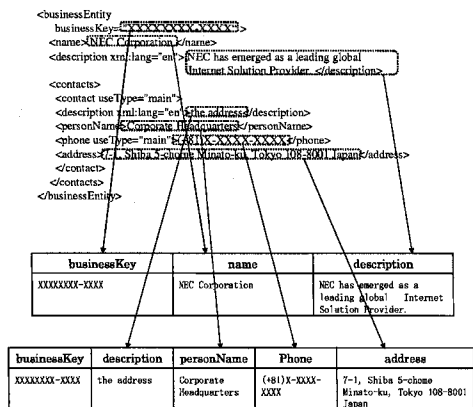 <businessEntity
businessKey="XXXXXXXX-XXXX">
<name>NEC Corporation</name>
<description xml:lang="en">NEC has emerged as a leading global
Internet Solution Provider. </description>
<contacts>
<contact useType="main">
<description xml:lang="en">the address</description>
<personName>Corporate Headquarters</personName>
<phone useType="main">(+81)X-XXXX-XXXX</phone>
<address>7-1, Shiba 5-chome Minato-ku, Tokyo 108-8001 Japan</address>
</contact>
</contacts>
</businessEntity>
businessKey name description
XXXXXXXX-XXXX NEC Corporation NEC has emerged as a
leading global Internet
Solution Provider.
businessKey description personName Phone address
XXXXXXXX-XXXX the address Corporate (+81)X-XXXX- 7-1, Shiba 5-chome
Headquarters XXXX Minato-ku, Tokyo 108-8001
Japan